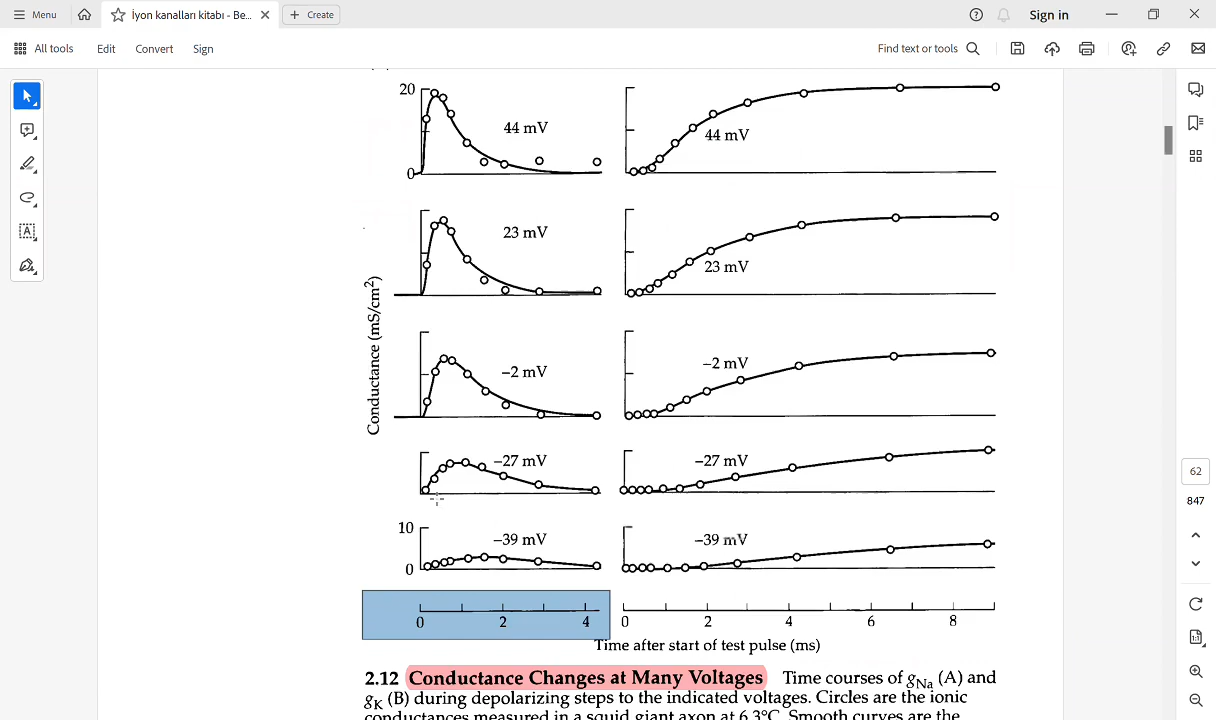 Menu
İyon kanalları kitabı - Be...
Create
Sign in
All tools
Edit
Convert
Sign
Find text or tools
20
0
44 mV
44 mV
23 mV
23 mV
Conductance (mS/cm²)
−2 mV
−2 mV
−27 mV
−27 mV
10
0
−39 mV
−39 mV
0 2 4
0 2 4 6 8
Time after start of test pulse (ms)
2.12 Conductance Changes at Many Voltages Time courses of gNa (A) and
gK (B) during depolarizing steps to the indicated voltages. Circles are the ionic
conductances measured in a squid giant axon at 6.3°C. Smooth curves are the
62
847